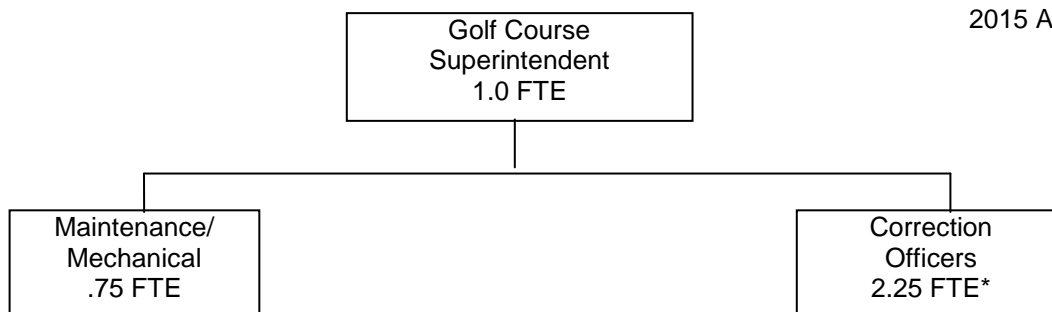 2015 A
Golf Course
Superintendent
1.0 FTE
Maintenance/
Mechanical
.75 FTE
Correction
Officers
2.25 FTE*